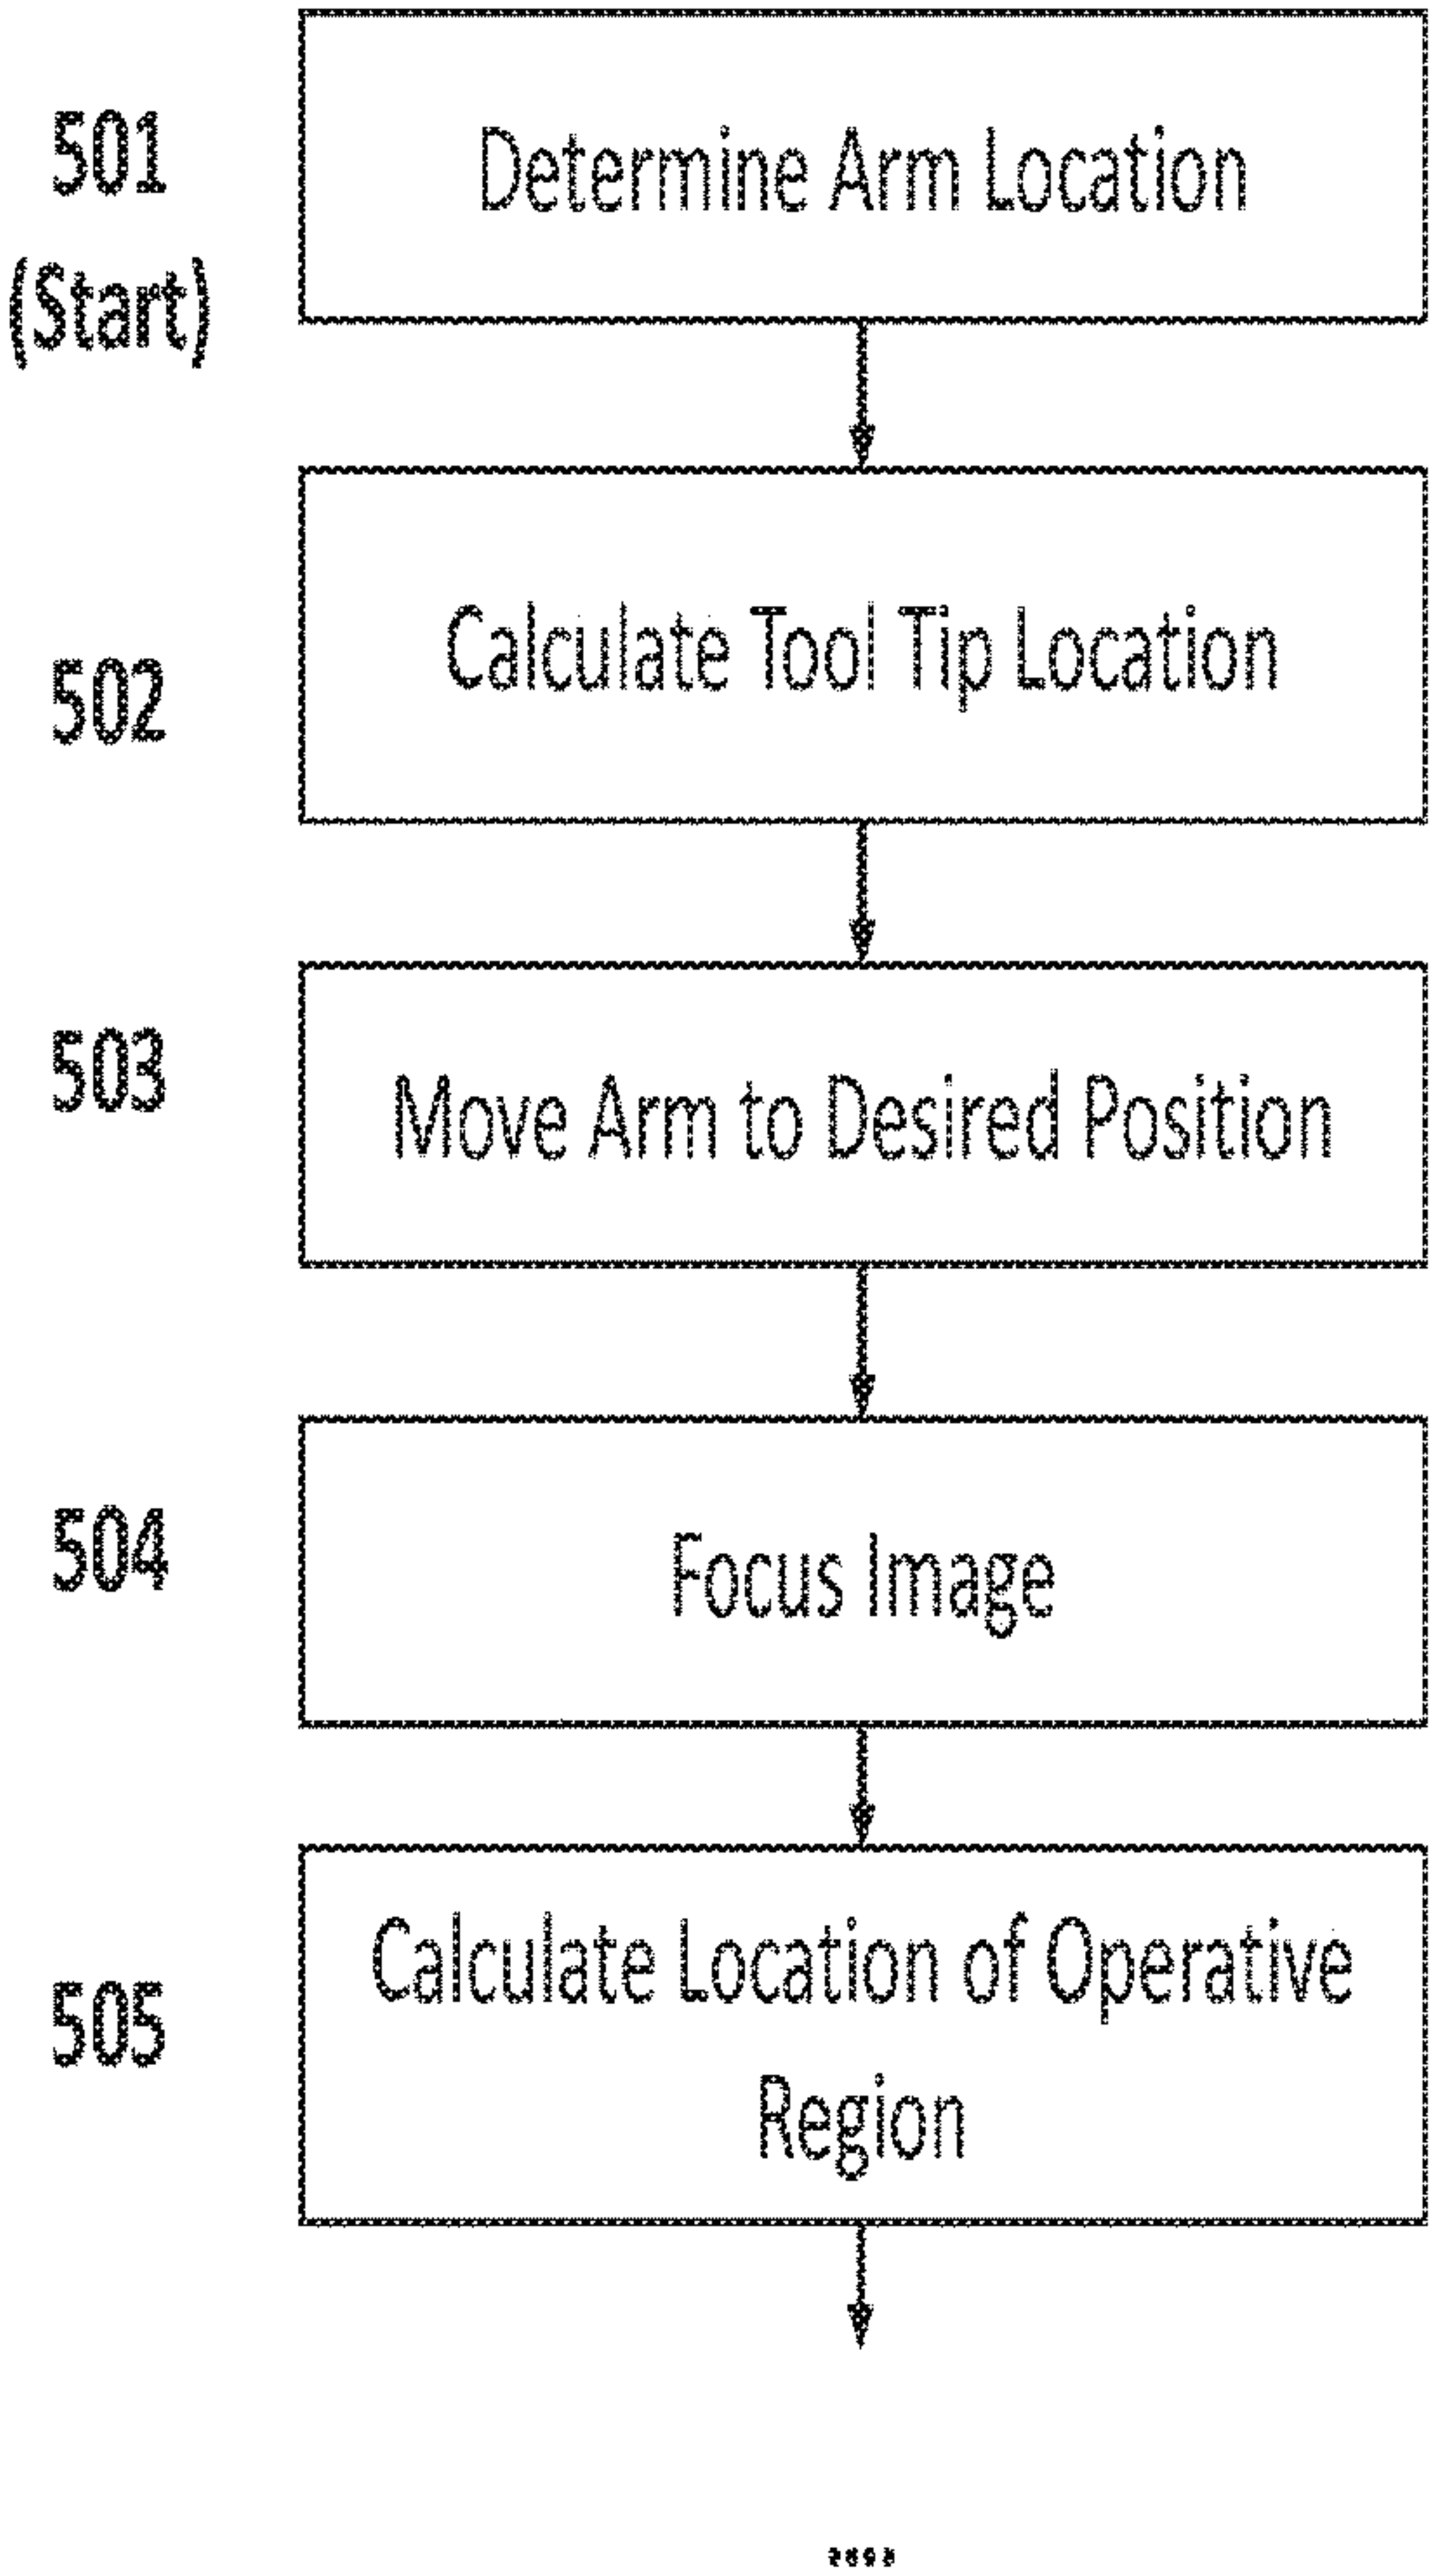 501
(Start)
Determine Arm Location
502
Calculate Tool Tip Location
503
Move Arm to Desired Position
504
Focus Image
505
Calculate Location of Operative
Region
....